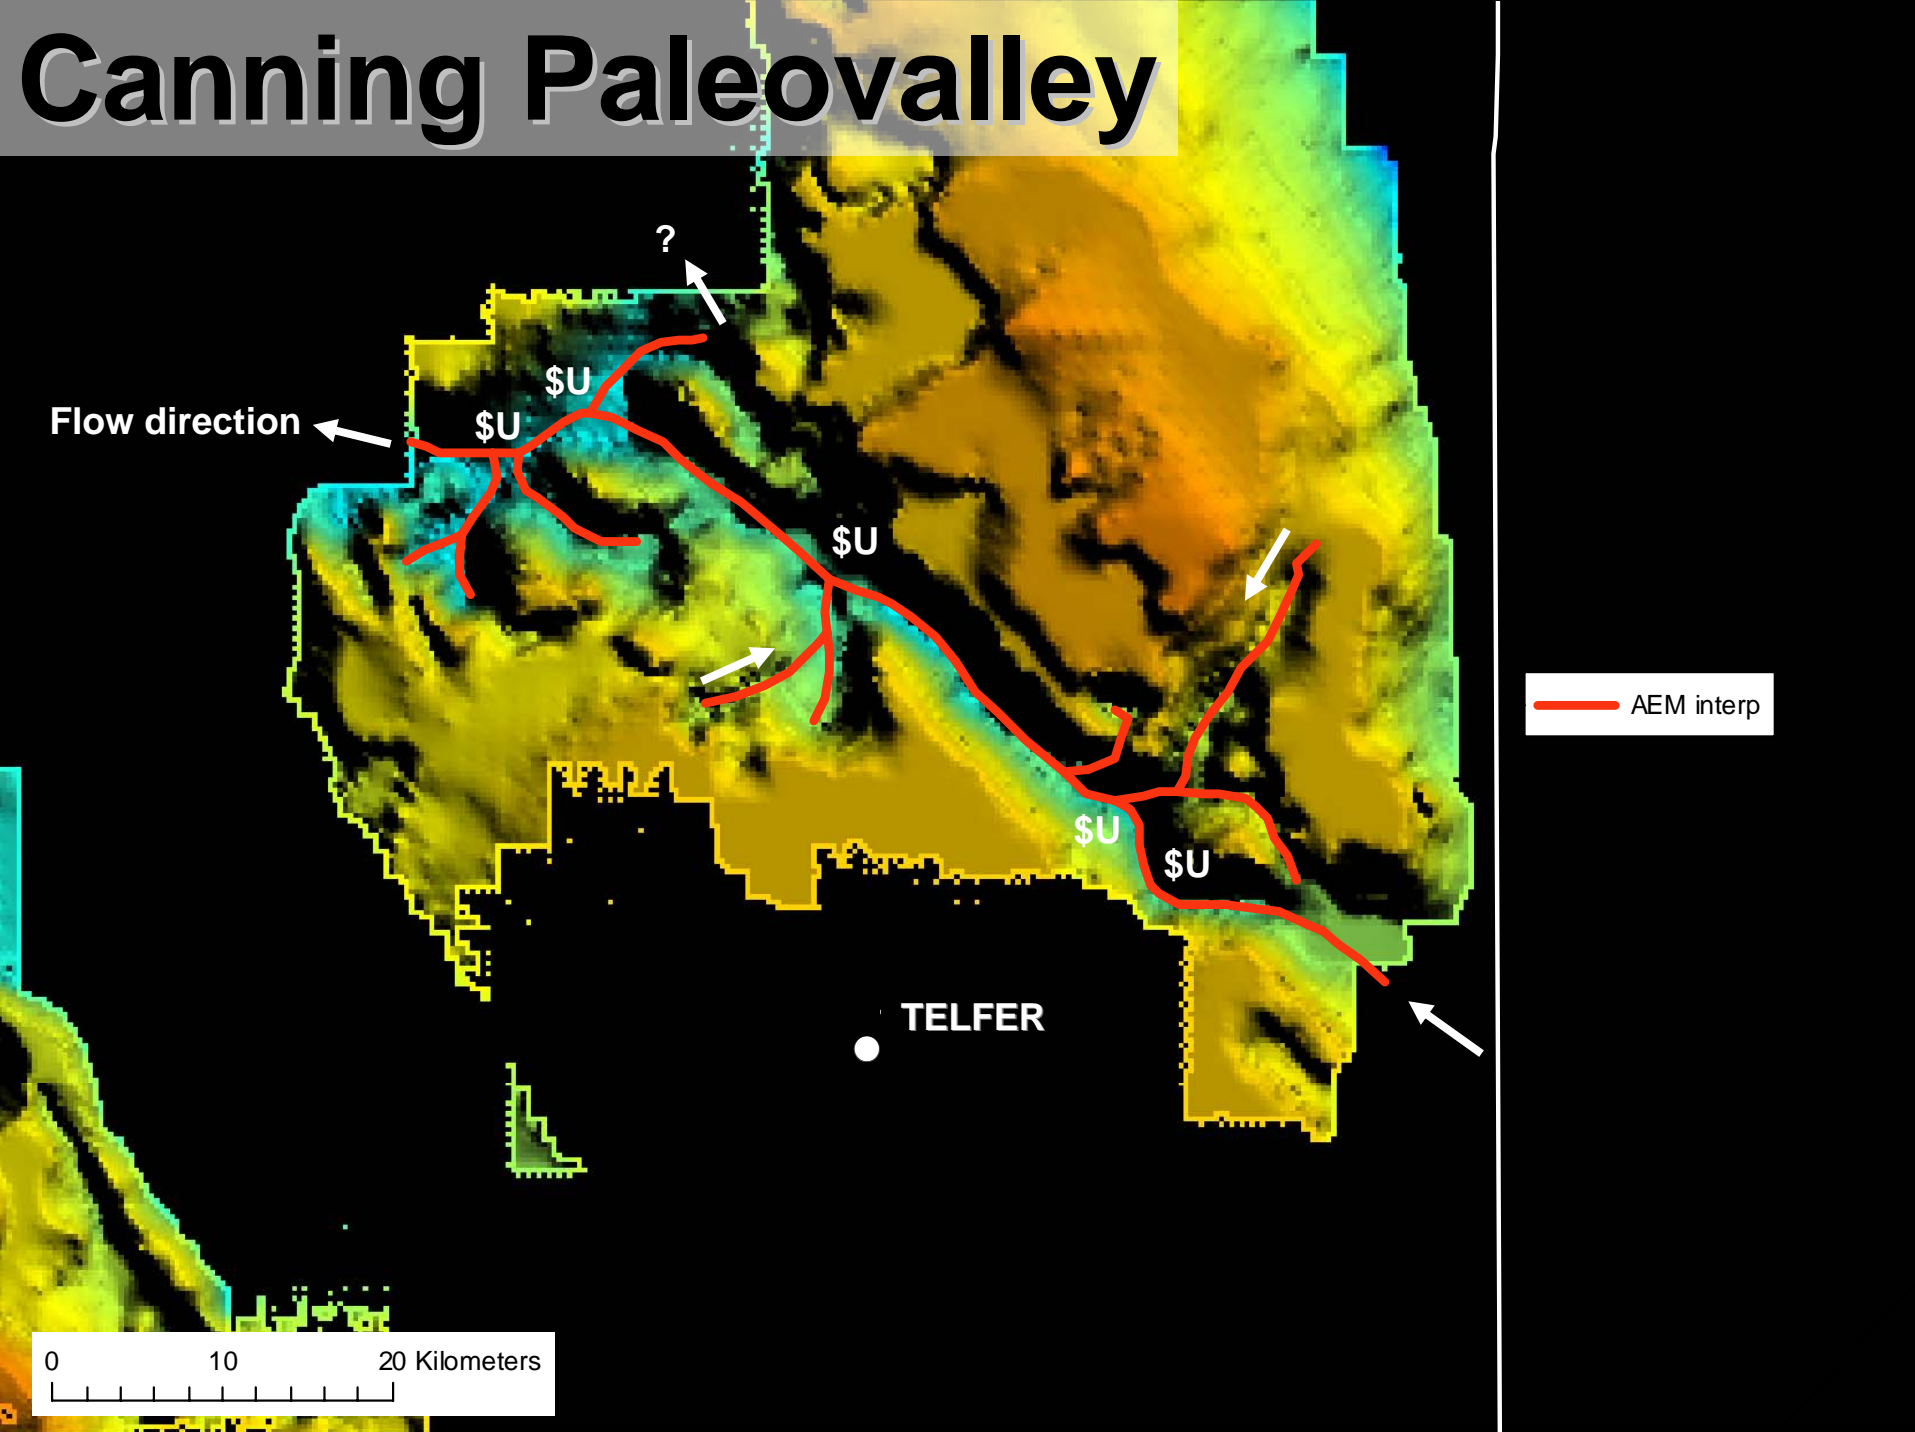 Canning Paleovalley
?
$U
Flow direction
$U
$U
AEM interp
$U
$U
TELFER
0 10 20 Kilometers